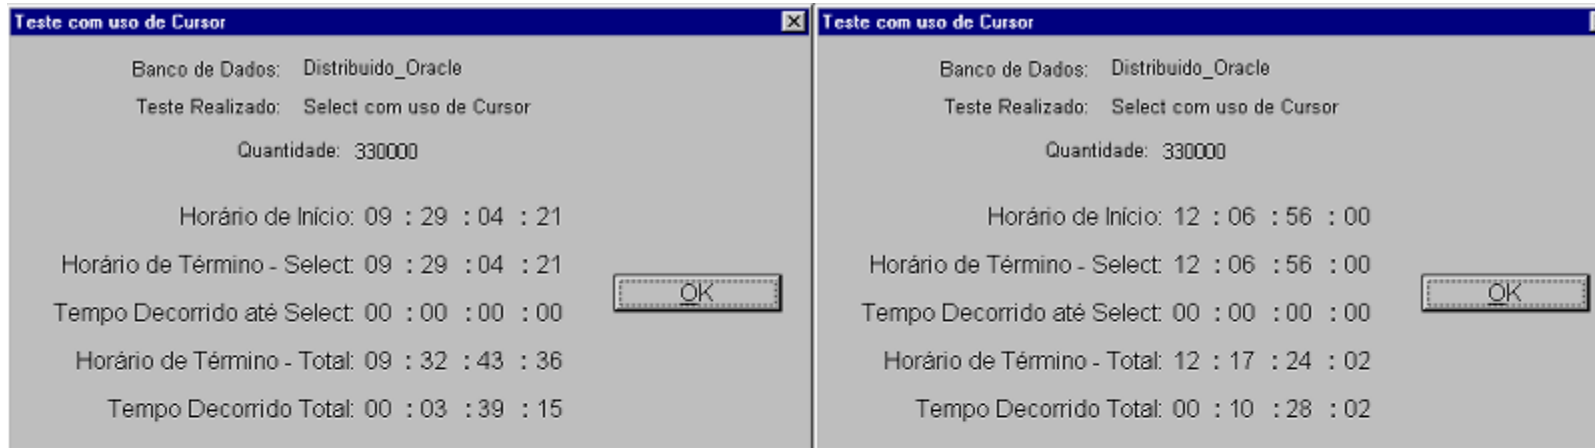 Teste com uso de Cursor
Banco de Dados: Distribuido_Oracle
Teste Realizado: Select com uso de Cursor
Quantidade: 330000
Horário de Início: 09 : 29 : 04 : 21
Horário de Término - Select: 09 : 29 : 04 : 21
Tempo Decorrido até Select: 00 : 00 : 00 : 00
Horário de Término - Total: 09 : 32 : 43 : 36
Tempo Decorrido Total: 00 : 03 : 39 : 15
OK
Teste com uso de Cursor
Banco de Dados: Distribuido_Oracle
Teste Realizado: Select com uso de Cursor
Quantidade: 330000
Horário de Início: 12 : 06 : 56 : 00
Horário de Término - Select: 12 : 06 : 56 : 00
Tempo Decorrido até Select: 00 : 00 : 00 : 00
Horário de Término - Total: 12 : 17 : 24 : 02
Tempo Decorrido Total: 00 : 10 : 28 : 02
OK